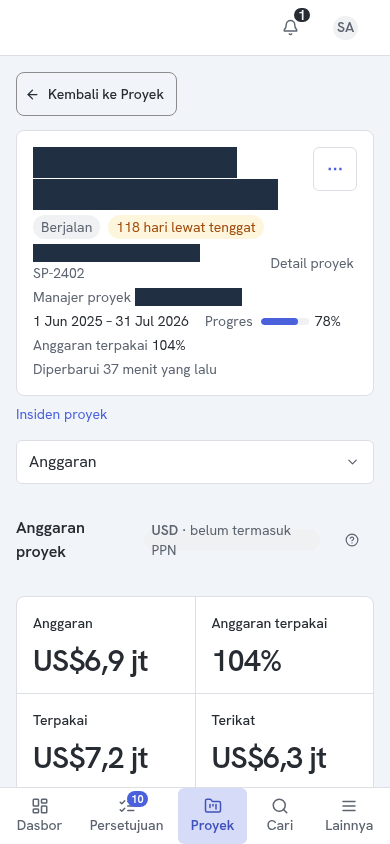 1
SA
Kembali ke Proyek
Berjalan
118 hari lewat tenggat
SP-2402
Detail proyek
Manajer proyek
1 Jun 2025 – 31 Jul 2026
Progres
78%
Anggaran terpakai 104%
Diperbarui 37 menit yang lalu
Insiden proyek
Anggaran
Anggaran
proyek
USD · belum termasuk
PPN
Anggaran
US$6,9 jt
Anggaran terpakai
104%
Terpakai
US$7,2 jt
Terikat
US$6,3 jt
10
Dasbor
Persetujuan
Proyek
Cari
Lainnya